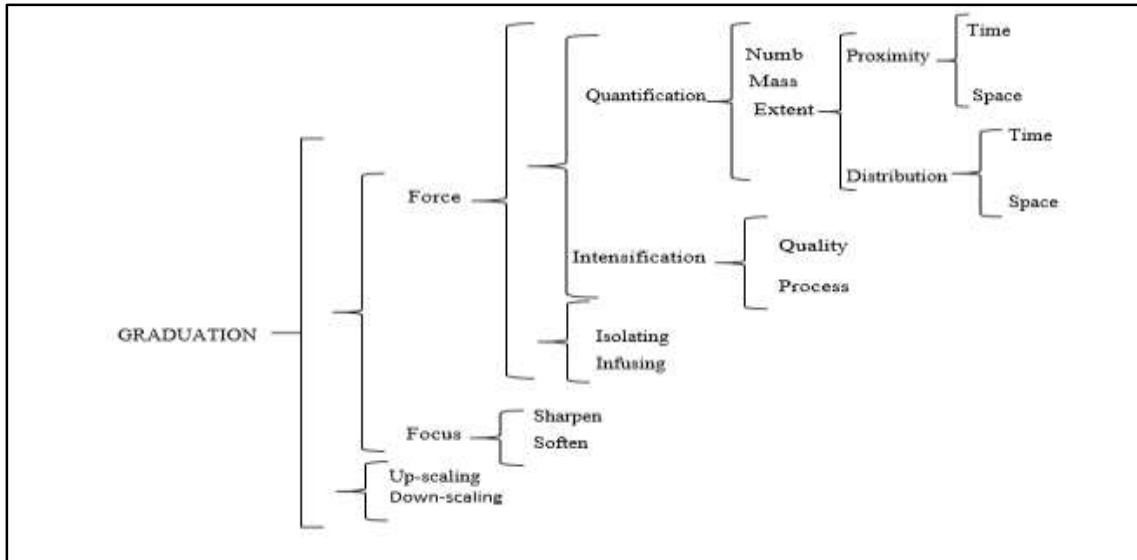 Time
Numb
Proximity
Mass
Quantification
Space
Extent
Time
Distribution
Force
Space
Quality
Intensification
Process
GRADUATION
Isolating
Infusing
Sharpen
Focus
Soften
Up-scaling
Down-scaling